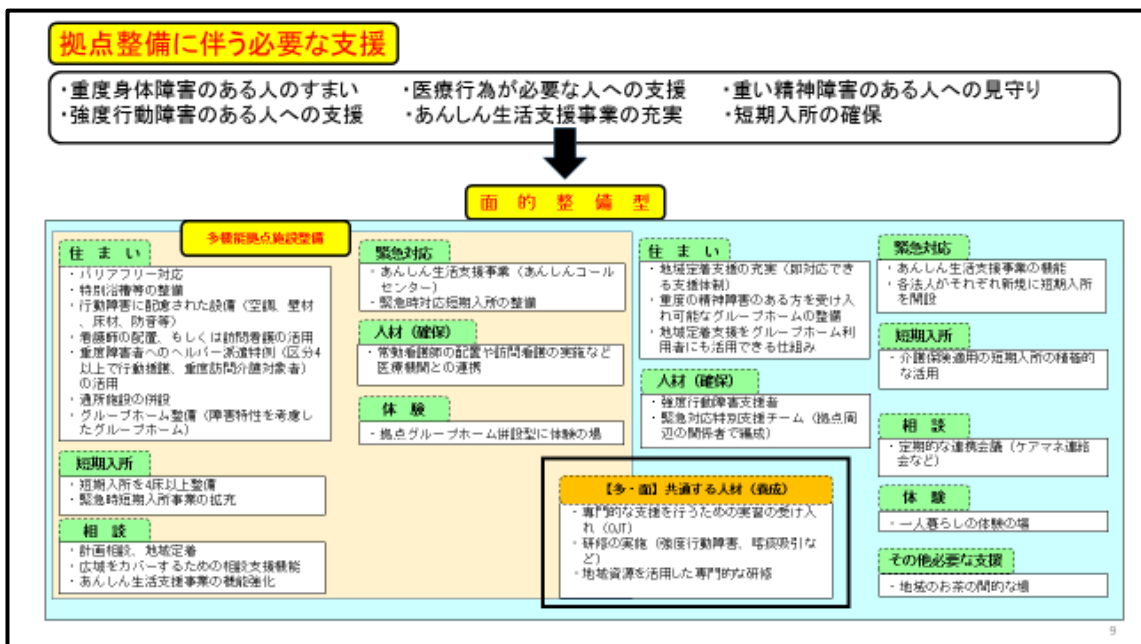 拠点整備に伴う必要な支援
・重度身体障害のある人のすまい ・医療行為が必要な人への支援 ・重い精神障害のある人への見守り
・強度行動障害のある人への支援 ・あんしん生活支援事業の充実 ・短期入所の確保
面的整備型
多機能拠点施設整備
住まい
・バリアフリー対応
・特別浴槽等の整備
・行動障害に配慮された設備（空調、壁材
、床材、防音等）
・看護師の配置、もしくは訪問看護の活用
・重度障害者へのヘルパー派遣特例（区分4
以上で行動援護、重度訪問介護対象者）
の活用
・通所施設の併設
・グループホーム整備（障害特性を考慮し
たグループホーム）
短期入所
・短期入所を4床以上整備
・緊急時短期入所事業の拡充
相談
・計画相談、地域定着
・広域をカバーするための相談支援機能
・あんしん生活支援事業の機能強化
緊急対応
・あんしん生活支援事業（あんしんコール
センター）
・緊急時対応短期入所の整備
人材（確保）
・常勤看護師の配置や訪問看護の実施など
医療機関との連携
体験
・拠点グループホーム併設型に体験の場
住まい
・地域定着支援の充実（即対応でき
る支援体制）
・重度の精神障害のある方を受け入
れ可能なグループホームの整備
・地域定着支援をグループホーム利
用者にも活用できる仕組み
人材（確保）
・強度行動障害支援者
・緊急対応特別支援チーム（拠点周
辺の関係者で編成）
【多・面】共通する人材（養成）
・専門的な支援を行うための実習の受け入
れ（OJT）
・研修の実施（強度行動障害、喀痰吸引な
ど）
・地域資源を活用した専門的な研修
緊急対応
・あんしん生活支援事業の機能
・各法人がそれぞれ新規に短期入所
を開設
短期入所
・介護保険適用の短期入所の積極的
な活用
相談
・定期的な連携会議（ケアマネ連絡
会など）
体験
・一人暮らしの体験の場
その他必要な支援
・地域のお茶の間的な場
9